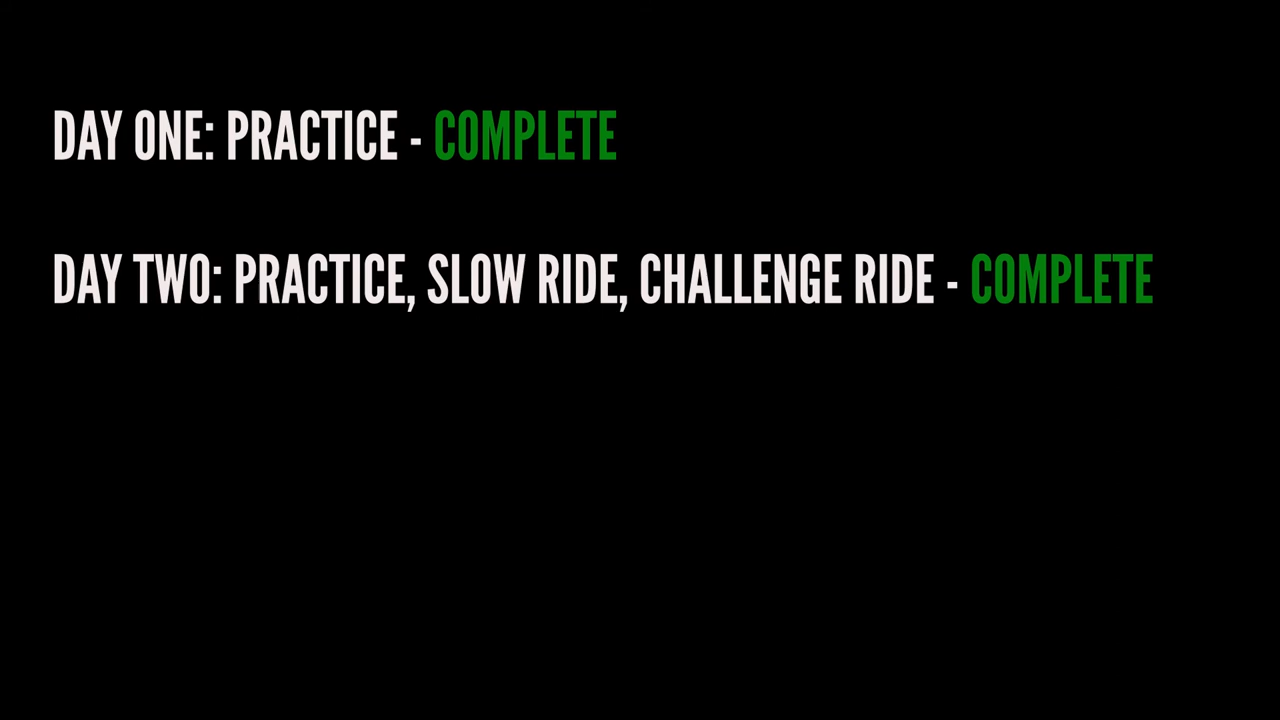 DAY ONE: PRACTICE - COMPLETE
DAY TWO: PRACTICE, SLOW RIDE, CHALLENGE RIDE - COMPLETE